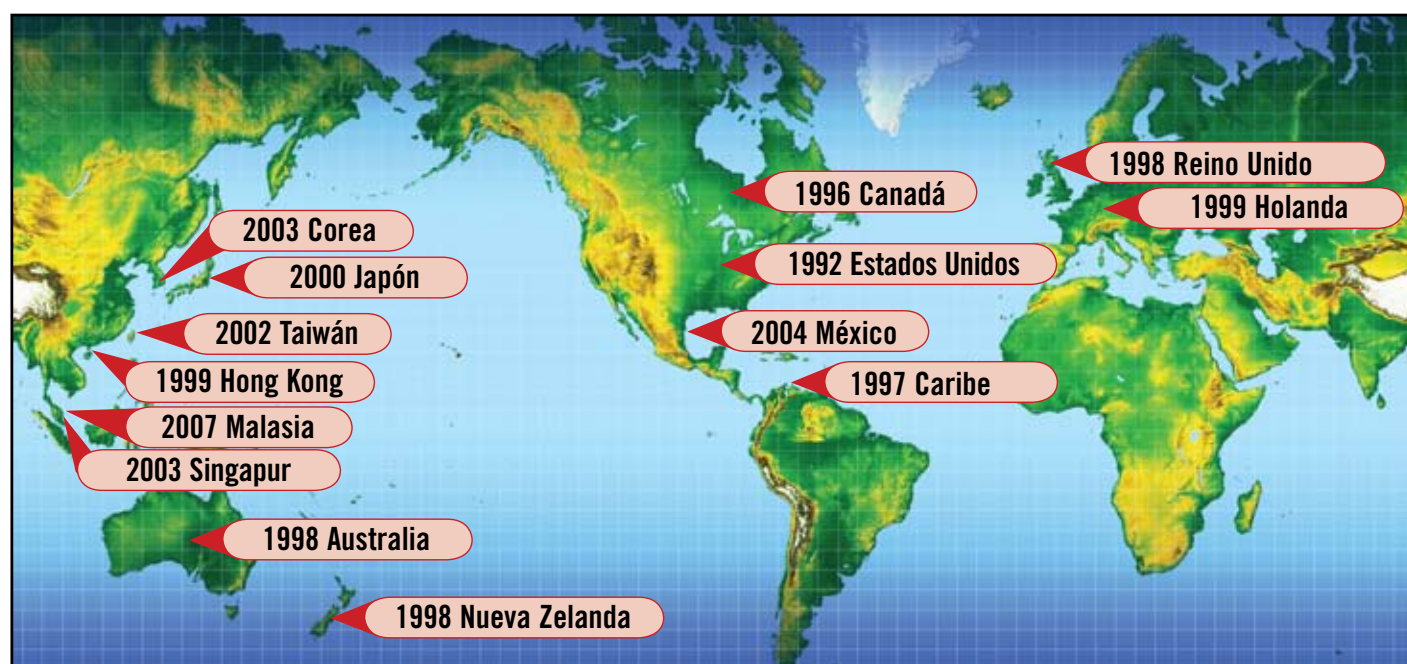 1998 Reino Unido
1996 Canadá
1999 Holanda
2003 Corea
1992 Estados Unidos
2000 Japón
2002 Taiwán
2004 México
1999 Hong Kong
1997 Caribe
2007 Malasia
2003 Singapur
1998 Australia
1998 Nueva Zelanda